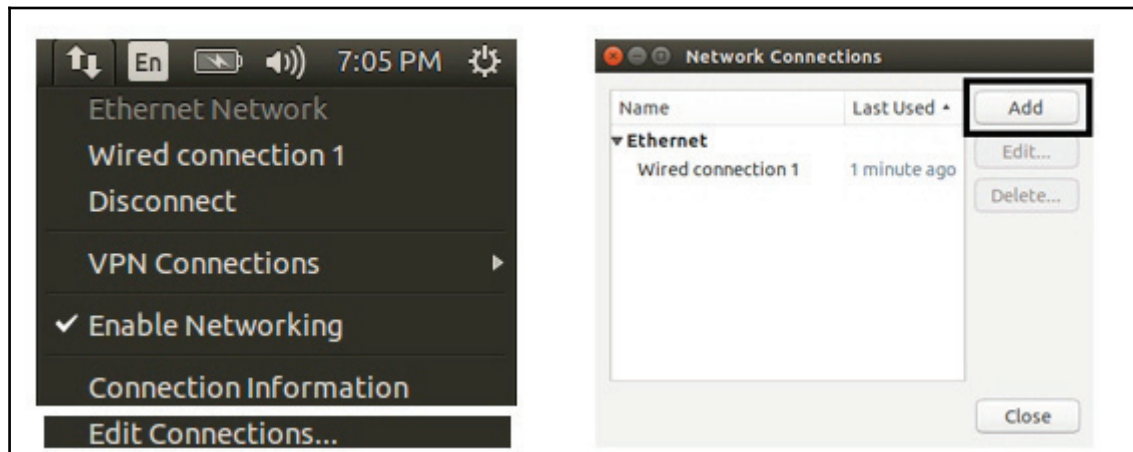 En 7:05 PM
Ethernet Network
Wired connection 1
Disconnect
VPN Connections
Enable Networking
Connection Information
Edit Connections...
Network Connections
Name Last Used Add
Ethernet Edit...
Wired connection 1 1 minute ago
Delete...
Close